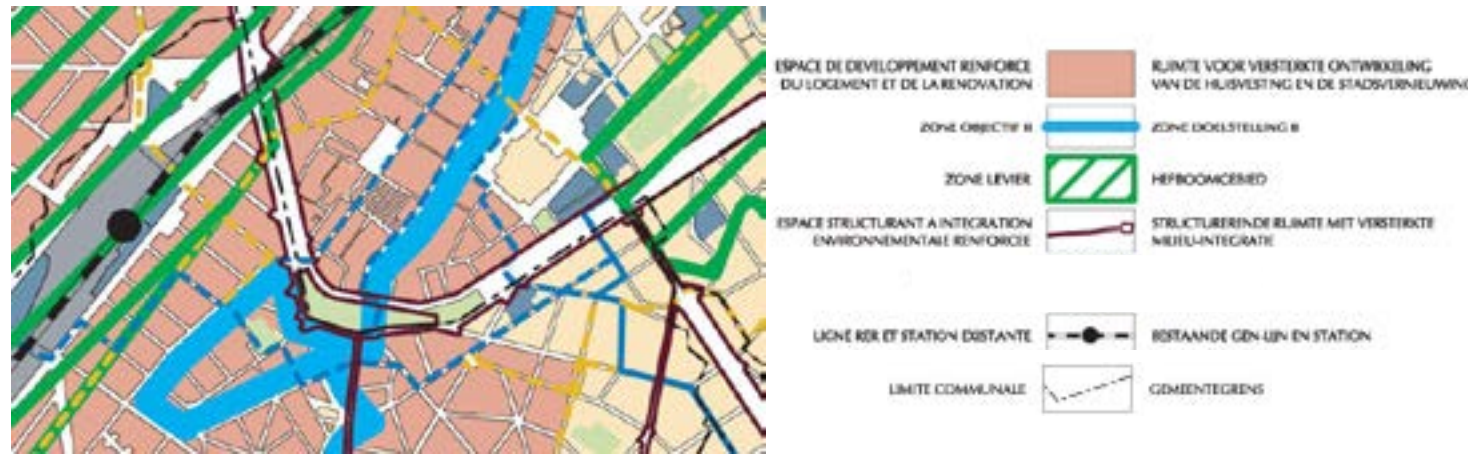 ESPACE DE DEVELOPPEMENT RENFORCE
DU LOGEMENT ET DE LA RENOVATION
RUIMTE VOOR VERSTERKTE ONTWIKKELING
VAN DE HUISVESTING EN DE STADSVERNIEUWING
ZONE OBJECTIF II
ZONE DOELSTELLING II
ZONE LEVIER
HEFBOOMGEBIED
ESPACE STRUCTURANT A INTEGRATION
ENVIRONNEMENTALE RENFORCEE
STRUCTURERENDE RUIMTE MET VERSTERKTE
MILIEU-INTEGRATIE
LIGNE RER ET STATION EXISTANTE
BESTAANDE GEN-LIJN EN STATION
LIMITE COMMUNALE
GEMEENTEGRENS